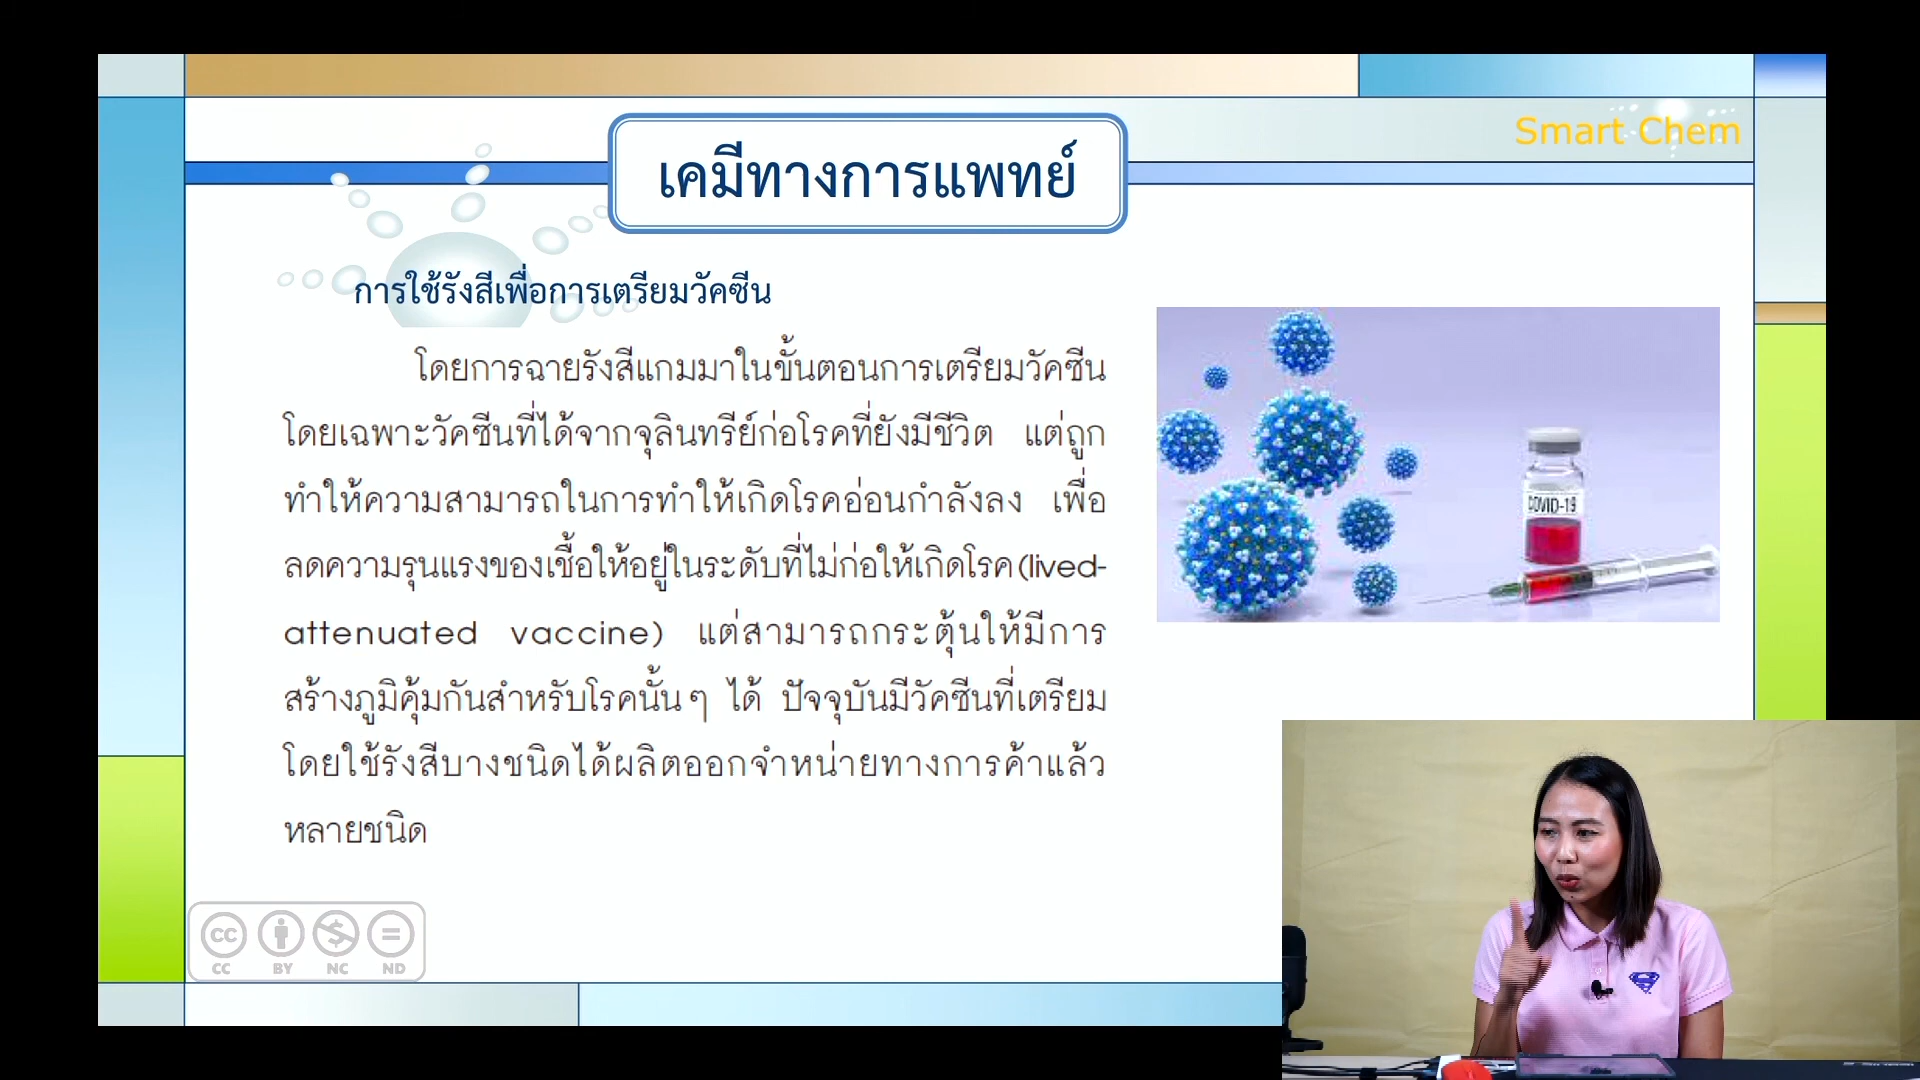 Smart Chem
เคมีทางการแพทย์
การใช้รังสีเพื่อการเตรียมวัคซีน
โดยการฉายรังสีแกมมาในขั้นตอนการเตรียมวัคซีน
โดยเฉพาะวัคซีนที่ได้จากจุลินทรีย์ก่อโรคที่ยังมีชีวิต แต่ถูก
ทำให้ความสามารถในการทำให้เกิดโรคอ่อนกำลังลง เพื่อ
ลดความรุนแรงของเชื้อให้อยู่ในระดับที่ไม่ก่อให้เกิดโรค (lived-
attenuated vaccine) แต่สามารถกระตุ้นให้มีการ
สร้างภูมิคุ้มกันสำหรับโรคนั้น ๆ ได้ ปัจจุบันมีวัคซีนที่เตรียม
โดยใช้รังสีบางชนิดได้ผลิตออกจำหน่ายทางการค้าแล้ว
หลายชนิด
COVID-19
cc
CC BY NC ND